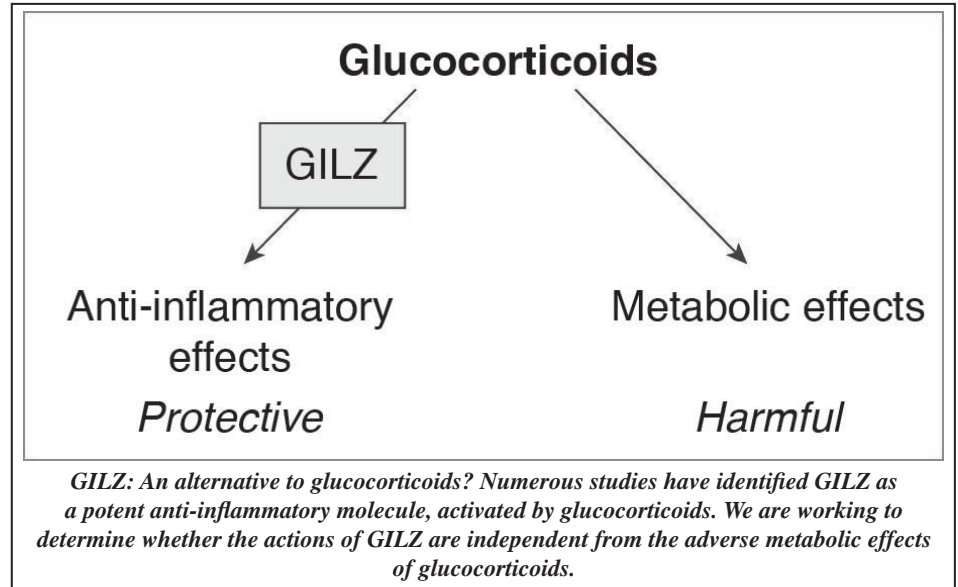 Glucocorticoids
GILZ
Anti-inflammatory
effects
Protective
Metabolic effects
Harmful
GILZ: An alternative to glucocorticoids? Numerous studies have identified GILZ as
a potent anti-inflammatory molecule, activated by glucocorticoids. We are working to
determine whether the actions of GILZ are independent from the adverse metabolic effects
of glucocorticoids.